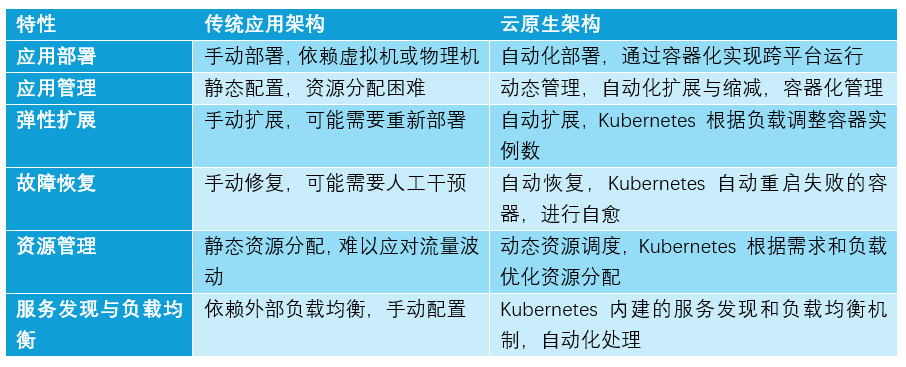 特性 传统应用架构 云原生架构
应用部署 手动部署, 依赖虚拟机或物理机 自动化部署，通过容器化实现跨平台运行
应用管理 静态配置，资源分配困难 动态管理，自动化扩展与缩减，容器化管理
弹性扩展 手动扩展，可能需要重新部署 自动扩展，Kubernetes 根据负载调整容器实
例数
故障恢复 手动修复，可能需要人工干预 自动恢复，Kubernetes 自动重启失败的容
器，进行自愈
资源管理 静态资源分配, 难以应对流量波 动态资源调度，Kubernetes 根据需求和负载
动 优化资源分配
服务发现与负载均 依赖外部负载均衡，手动配置 Kubernetes 内建的服务发现和负载均衡机
衡 制，自动化处理